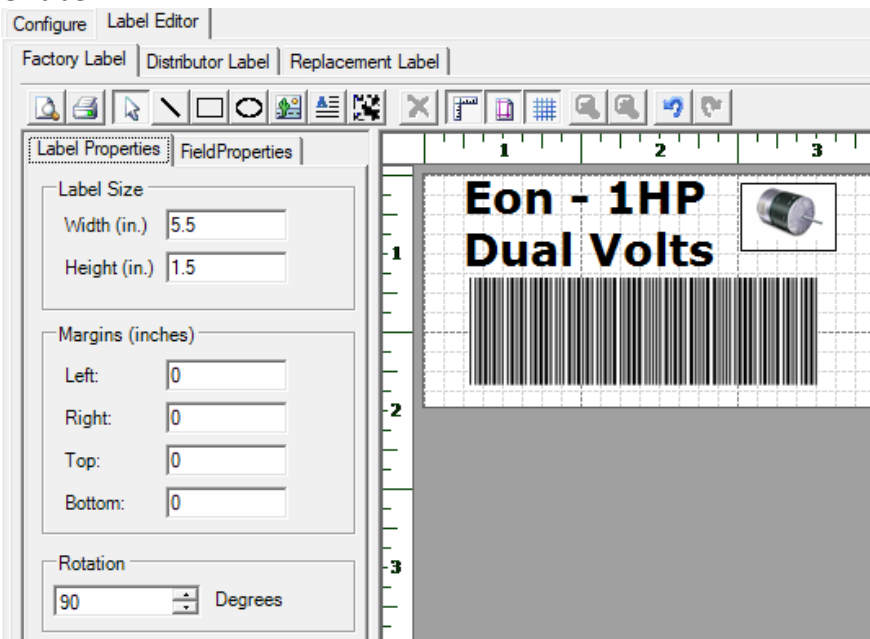 Configure Label Editor
Factory Label Distributor Label Replacement Label
Label Properties FieldProperties
1 2 3
Label Size
Width (in.) 5.5
Height (in.) 1.5
Margins (inches)
Left: 0
Right: 0
Top: 0
Bottom: 0
Rotation
90 Degrees
1
2
3
Eon - 1HP
Dual Volts